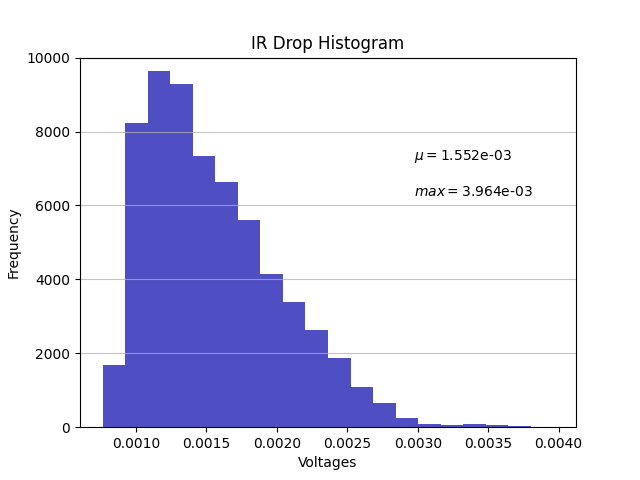 IR Drop Histogram
10000
8000
6000
4000
2000
0
Frequency
μ = 1.552e-03
max = 3.964e-03
0.0010 0.0015 0.0020 0.0025 0.0030 0.0035 0.0040
Voltages